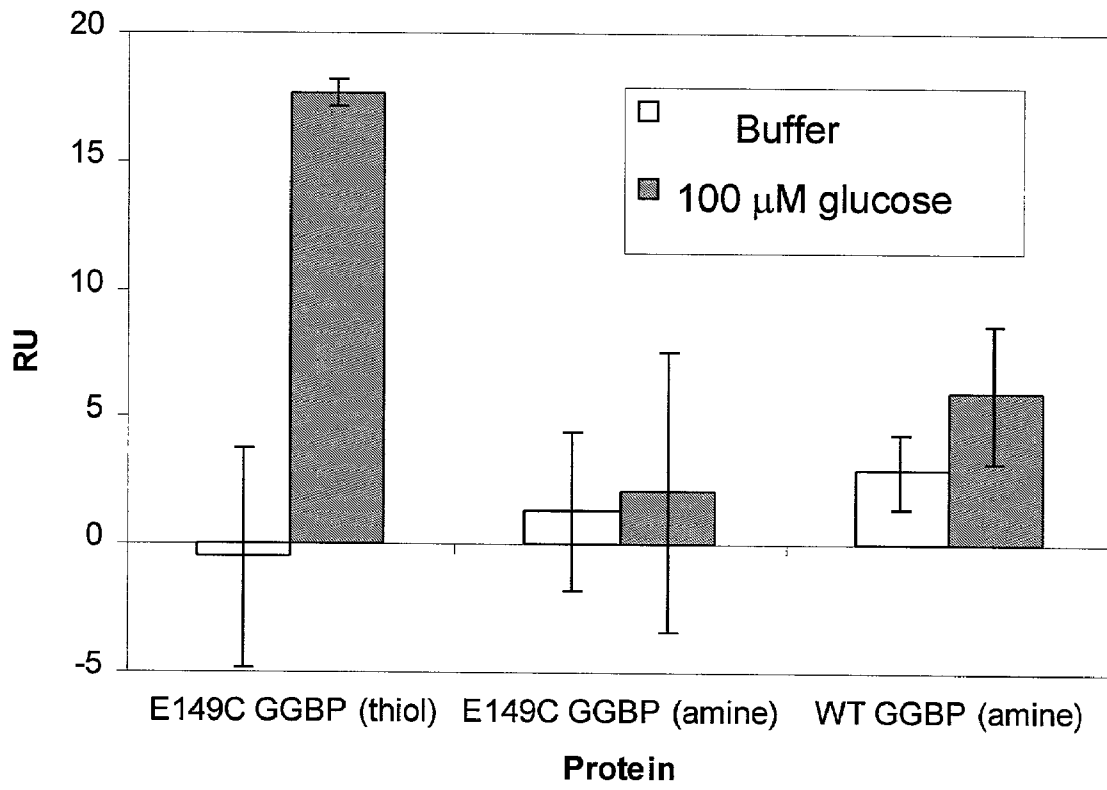 20
15
10
5
0
-5
RU
Buffer
100 μM glucose
E149C GGBP (thiol) E149C GGBP (amine) WT GGBP (amine)
Protein